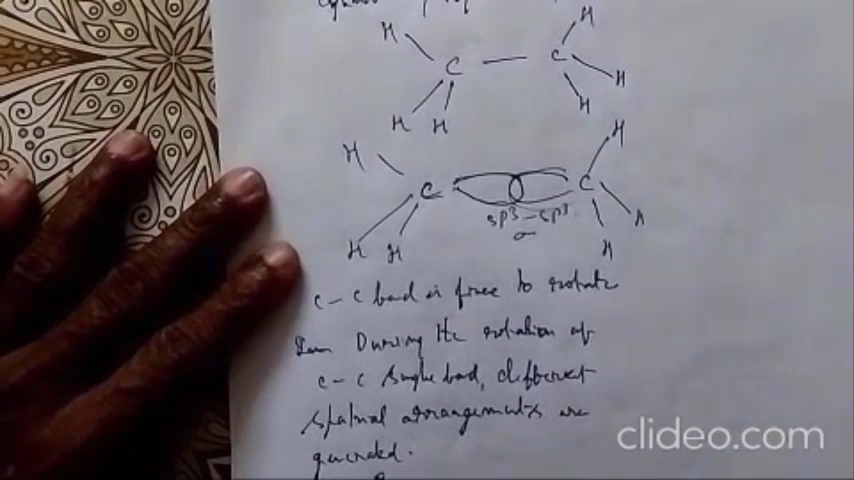 H H
C — C H
H H H
H H
C C
sp3 - sp3 H
σ
H H H
C - C bond is free to rotate
During the rotation of
C - C single bond, different
spatial arrangements are
generated.
clideo.com